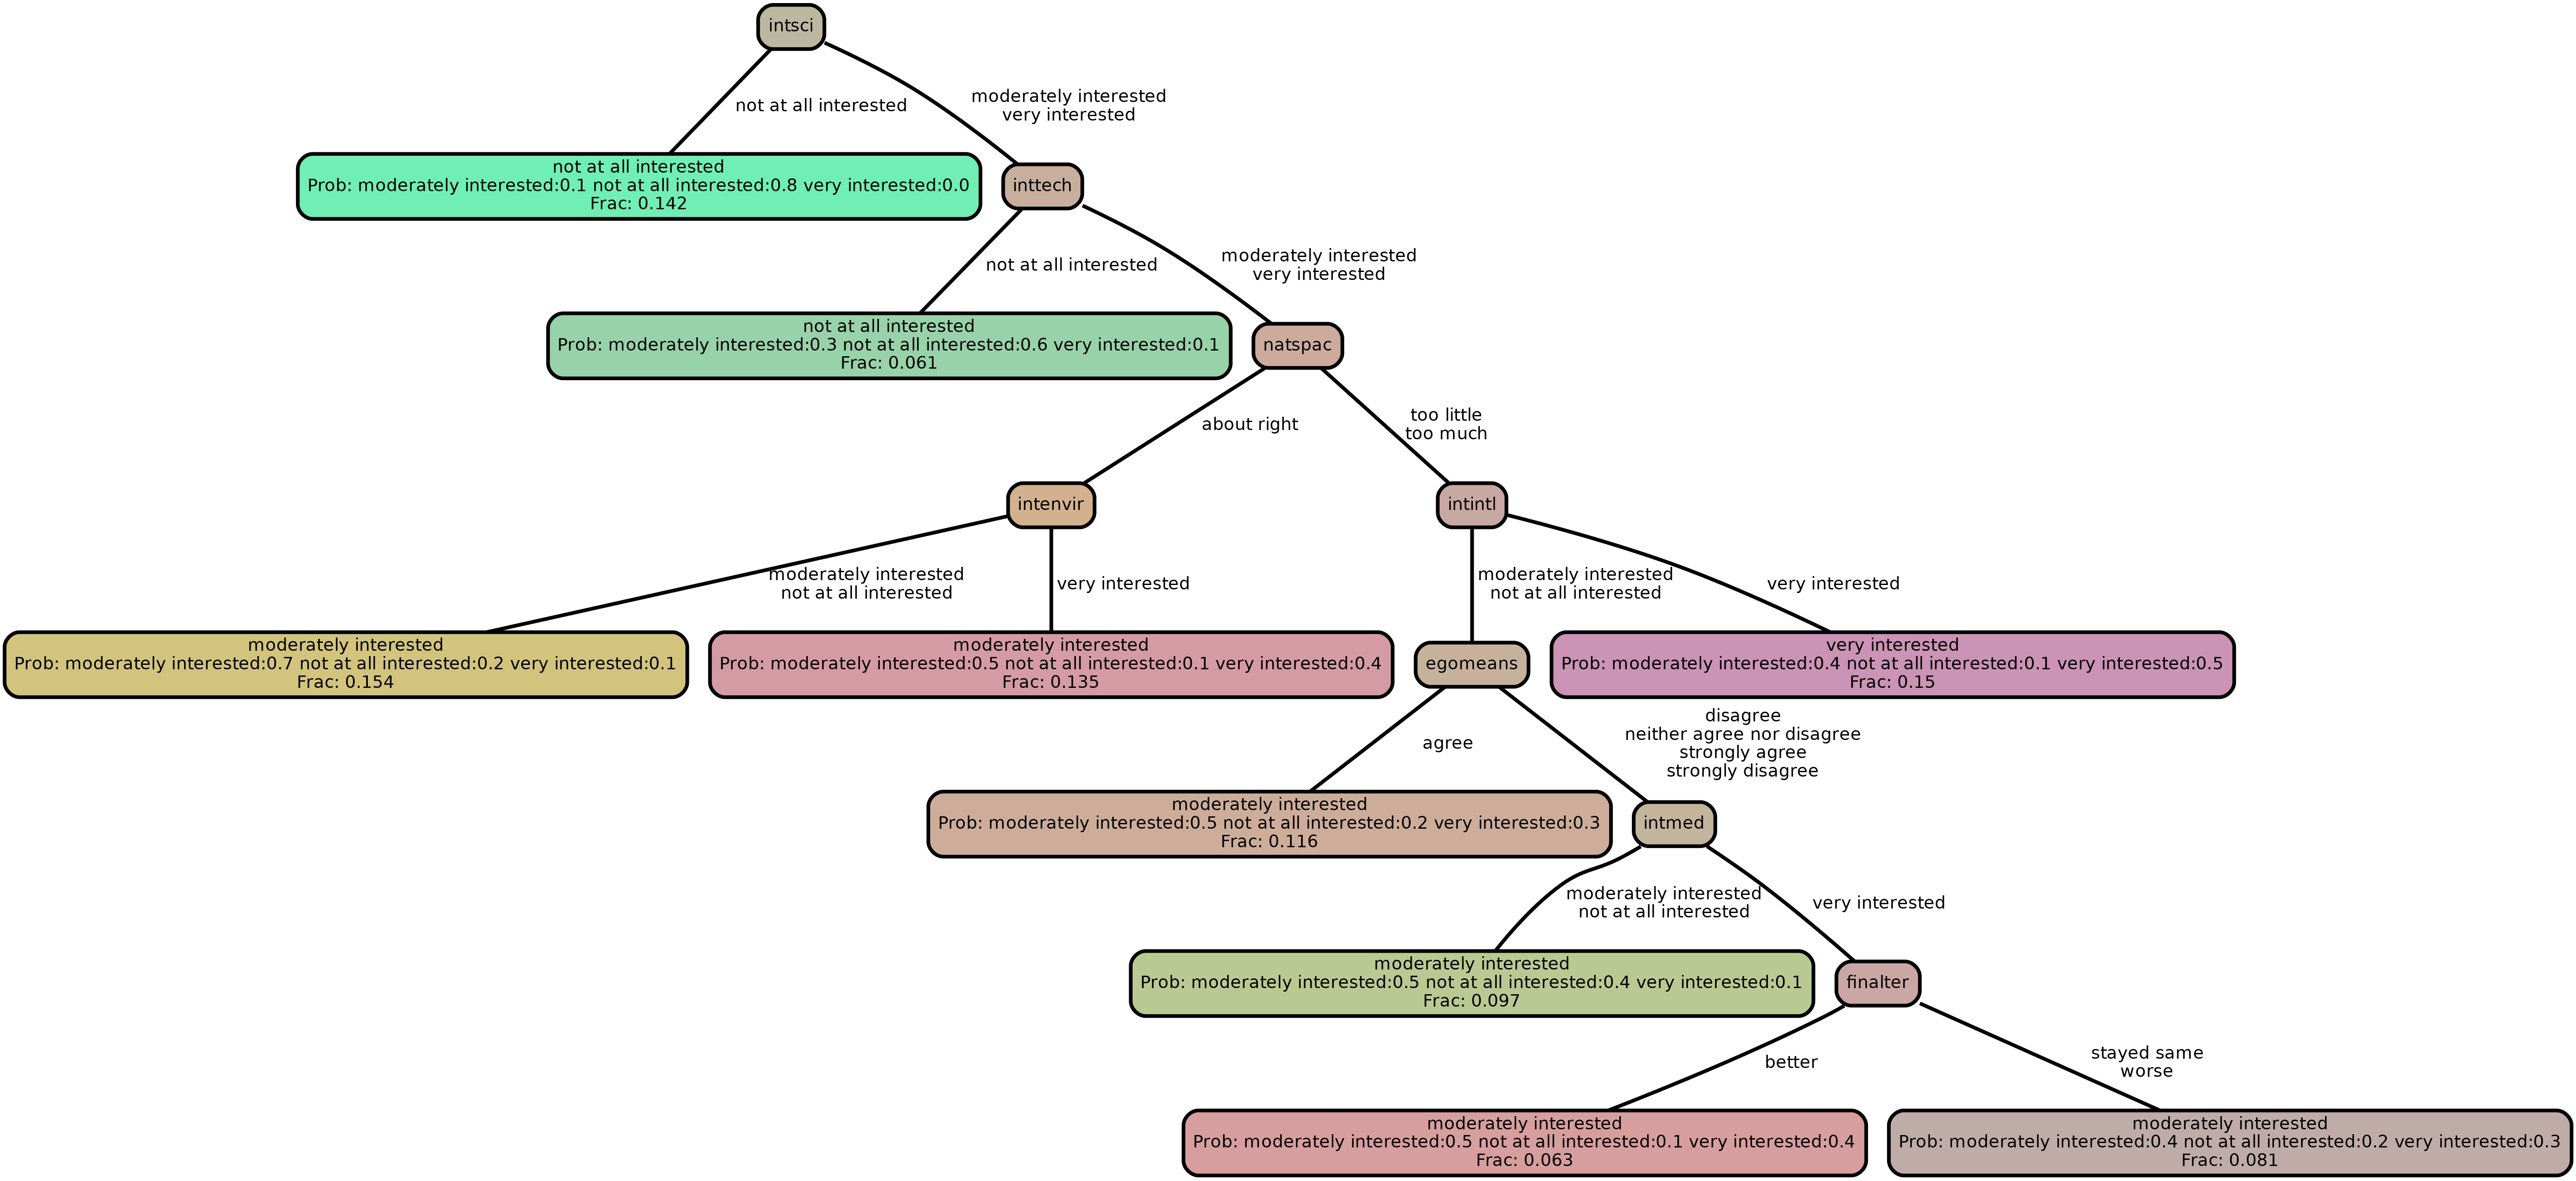 intsci
not at all interested
moderately interested
very interested
not at all interested
Prob: moderately interested:0.1 not at all interested:0.8 very interested:0.0
Frac: 0.142
inttech
not at all interested
moderately interested
very interested
not at all interested
Prob: moderately interested:0.3 not at all interested:0.6 very interested:0.1
Frac: 0.061
natspac
about right
too little
too much
intenvir
intintl
moderately interested
not at all interested
very interested
moderately interested
not at all interested
very interested
moderately interested
Prob: moderately interested:0.7 not at all interested:0.2 very interested:0.1
Frac: 0.154
moderately interested
Prob: moderately interested:0.5 not at all interested:0.1 very interested:0.4
Frac: 0.135
egomeans
very interested
Prob: moderately interested:0.4 not at all interested:0.1 very interested:0.5
Frac: 0.15
agree
disagree
neither agree nor disagree
strongly agree
strongly disagree
moderately interested
Prob: moderately interested:0.5 not at all interested:0.2 very interested:0.3
Frac: 0.116
intmed
moderately interested
not at all interested
very interested
moderately interested
Prob: moderately interested:0.5 not at all interested:0.4 very interested:0.1
Frac: 0.097
finalter
better
stayed same
worse
moderately interested
Prob: moderately interested:0.5 not at all interested:0.1 very interested:0.4
Frac: 0.063
moderately interested
Prob: moderately interested:0.4 not at all interested:0.2 very interested:0.3
Frac: 0.081